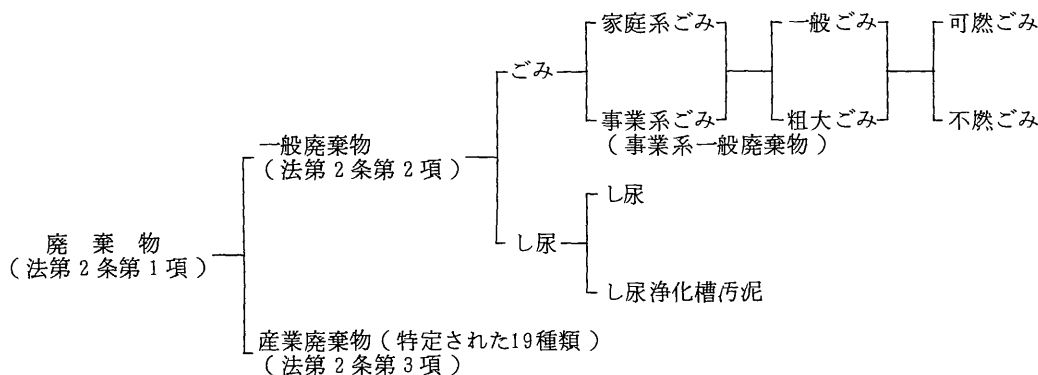 家庭系ごみ
一般ごみ
可燃ごみ
ごみ
事業系ごみ
(事業系一般廃棄物)
粗大ごみ
不燃ごみ
一般廃棄物
(法第2条第2項)
し尿
し尿
し尿浄化槽汚泥
廃棄物
(法第2条第1項)
産業廃棄物(特定された19種類)
(法第2条第3項)